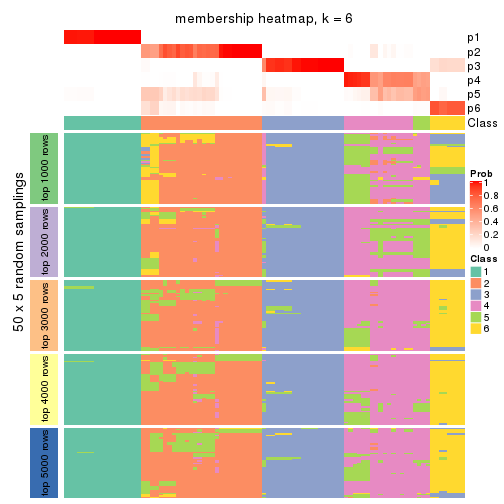 membership heatmap, k = 6
p1
p2
p3
p4
p5
p6
Class
50 x 5 random samplings
top 1000 rows
top 2000 rows
top 3000 rows
top 4000 rows
top 5000 rows
Prob
1
0.8
0.6
0.4
0.2
0
Class
1
2
3
4
5
6